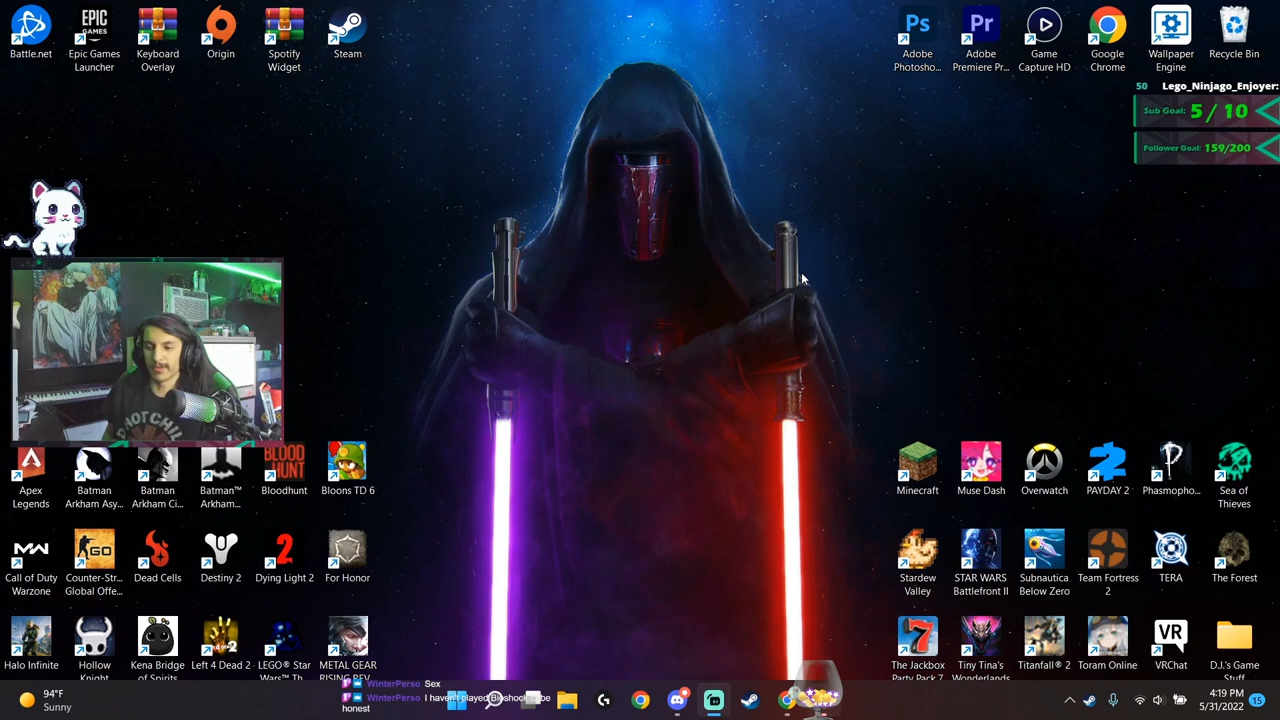 Battle.net
Epic Games
Launcher
Keyboard
Overlay
Origin
Spotify
Widget
Steam
Adobe
Photosho...
Adobe
Premiere Pr...
Game
Capture HD
Google
Chrome
Wallpaper
Engine
Recycle Bin
EPIC
GAMES
Ps
Pr
50 Lego_Ninjago_Enjoyer:
Sub Goal: 5 / 10
Follower Goal: 159/200
BLOOD
HUNT
Apex
Legends
Batman
Arkham Asy...
Batman
Arkham Ci...
Batman™
Arkham...
Bloodhunt
Bloons TD 6
Minecraft
Muse Dash
Overwatch
PAYDAY 2
Phasmopho...
Sea of
Thieves
Call of Duty
Warzone
Counter-Str...
Global Offe...
Dead Cells
Destiny 2
Dying Light 2
For Honor
Stardew
Valley
STAR WARS
Battlefront II
Subnautica
Below Zero
Team Fortress
2
TERA
The Forest
Halo Infinite
Hollow
Knight
Kena Bridge
of Spirits
Left 4 Dead 2
LEGO® Star
Wars™ Th...
METAL GEAR
RISING REV...
The Jackbox
Party Pack 7
Tiny Tina's
Wonderlands
Titanfall® 2
Toram Online
VR
VRChat
D.J.'s Game
Stuff
WinterPerso Sex
WinterPerso I haven't played Bioshock to be
honest
94°F
Sunny
4:19 PM
5/31/2022
15